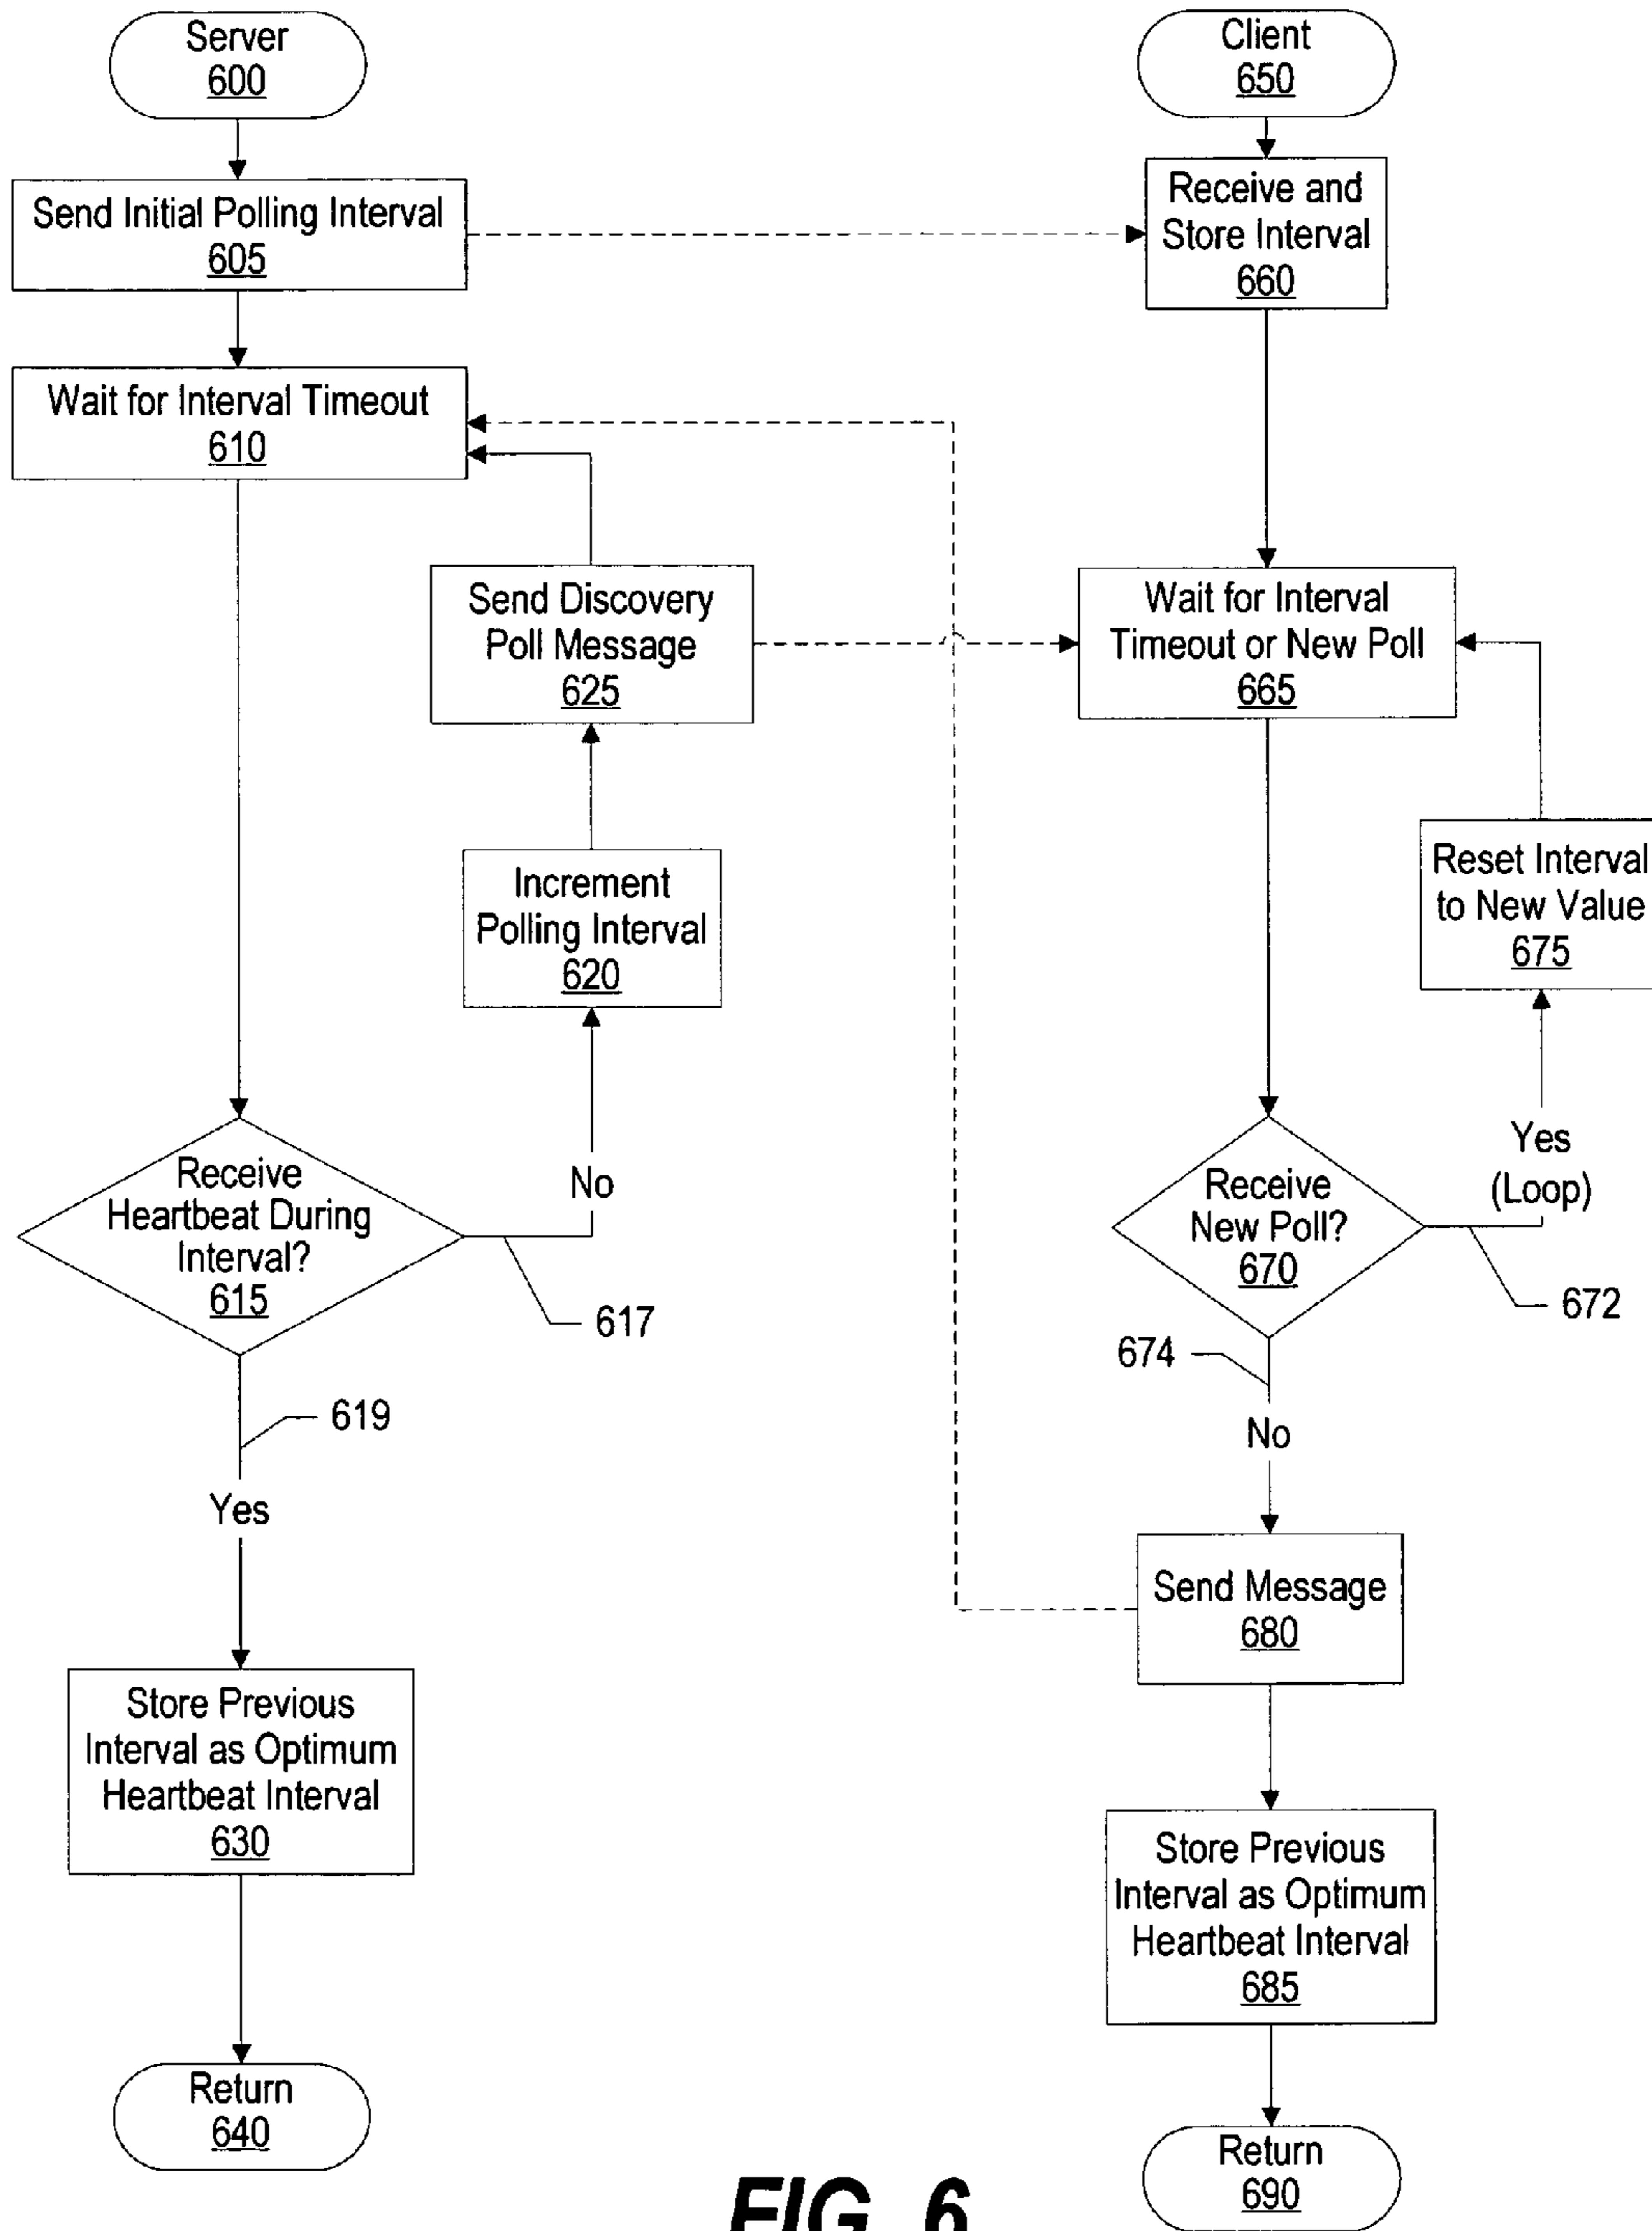 Server
600
Send Initial Polling Interval
605
Wait for Interval Timeout
610
Send Discovery
Poll Message
625
Increment
Polling Interval
620
Receive
Heartbeat During
Interval?
615
No
617
619
Yes
Store Previous
Interval as Optimum
Heartbeat Interval
630
Return
640
Client
650
Receive and
Store Interval
660
Wait for Interval
Timeout or New Poll
665
Reset Interval
to New Value
675
Yes
(Loop)
Receive
New Poll?
670
672
674
No
Send Message
680
Store Previous
Interval as Optimum
Heartbeat Interval
685
Return
690
FIG. 6